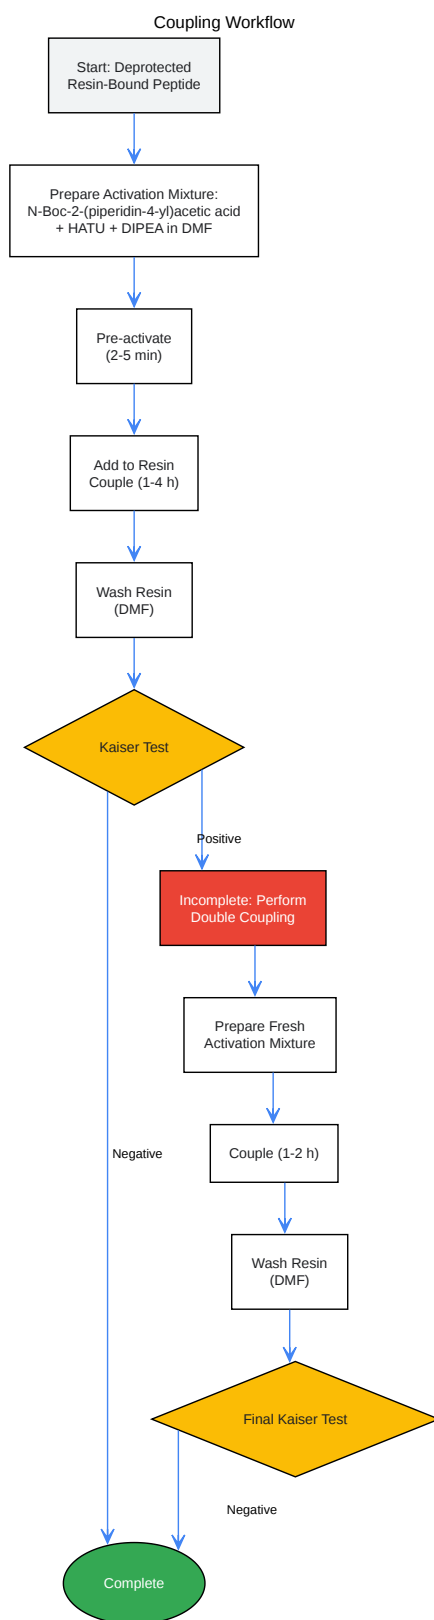 Coupling Workflow
Start: Deprotected
Resin-Bound Peptide
Prepare Activation Mixture:
N-Boc-2-(piperidin-4-yl)acetic acid
+ HATU + DIPEA in DMF
Pre-activate
(2-5 min)
Add to Resin
Couple (1-4 h)
Wash Resin
(DMF)
Kaiser Test
Positive
Incomplete: Perform
Double Coupling
Prepare Fresh
Activation Mixture
Couple (1-2 h)
Negative
Wash Resin
(DMF)
Final Kaiser Test
Negative
Complete